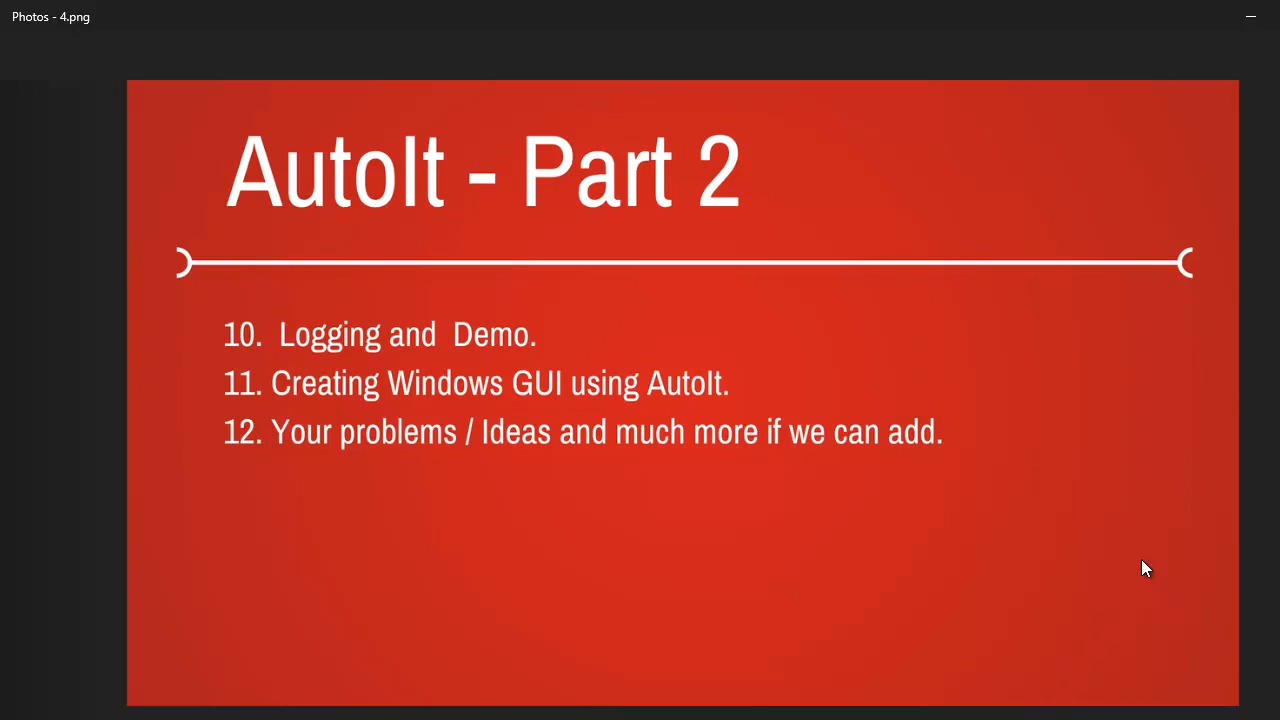 Photos - 4.png
AutoIt - Part 2
10.  Logging and  Demo.
11. Creating Windows GUI using AutoIt.
12. Your problems / Ideas and much more if we can add.